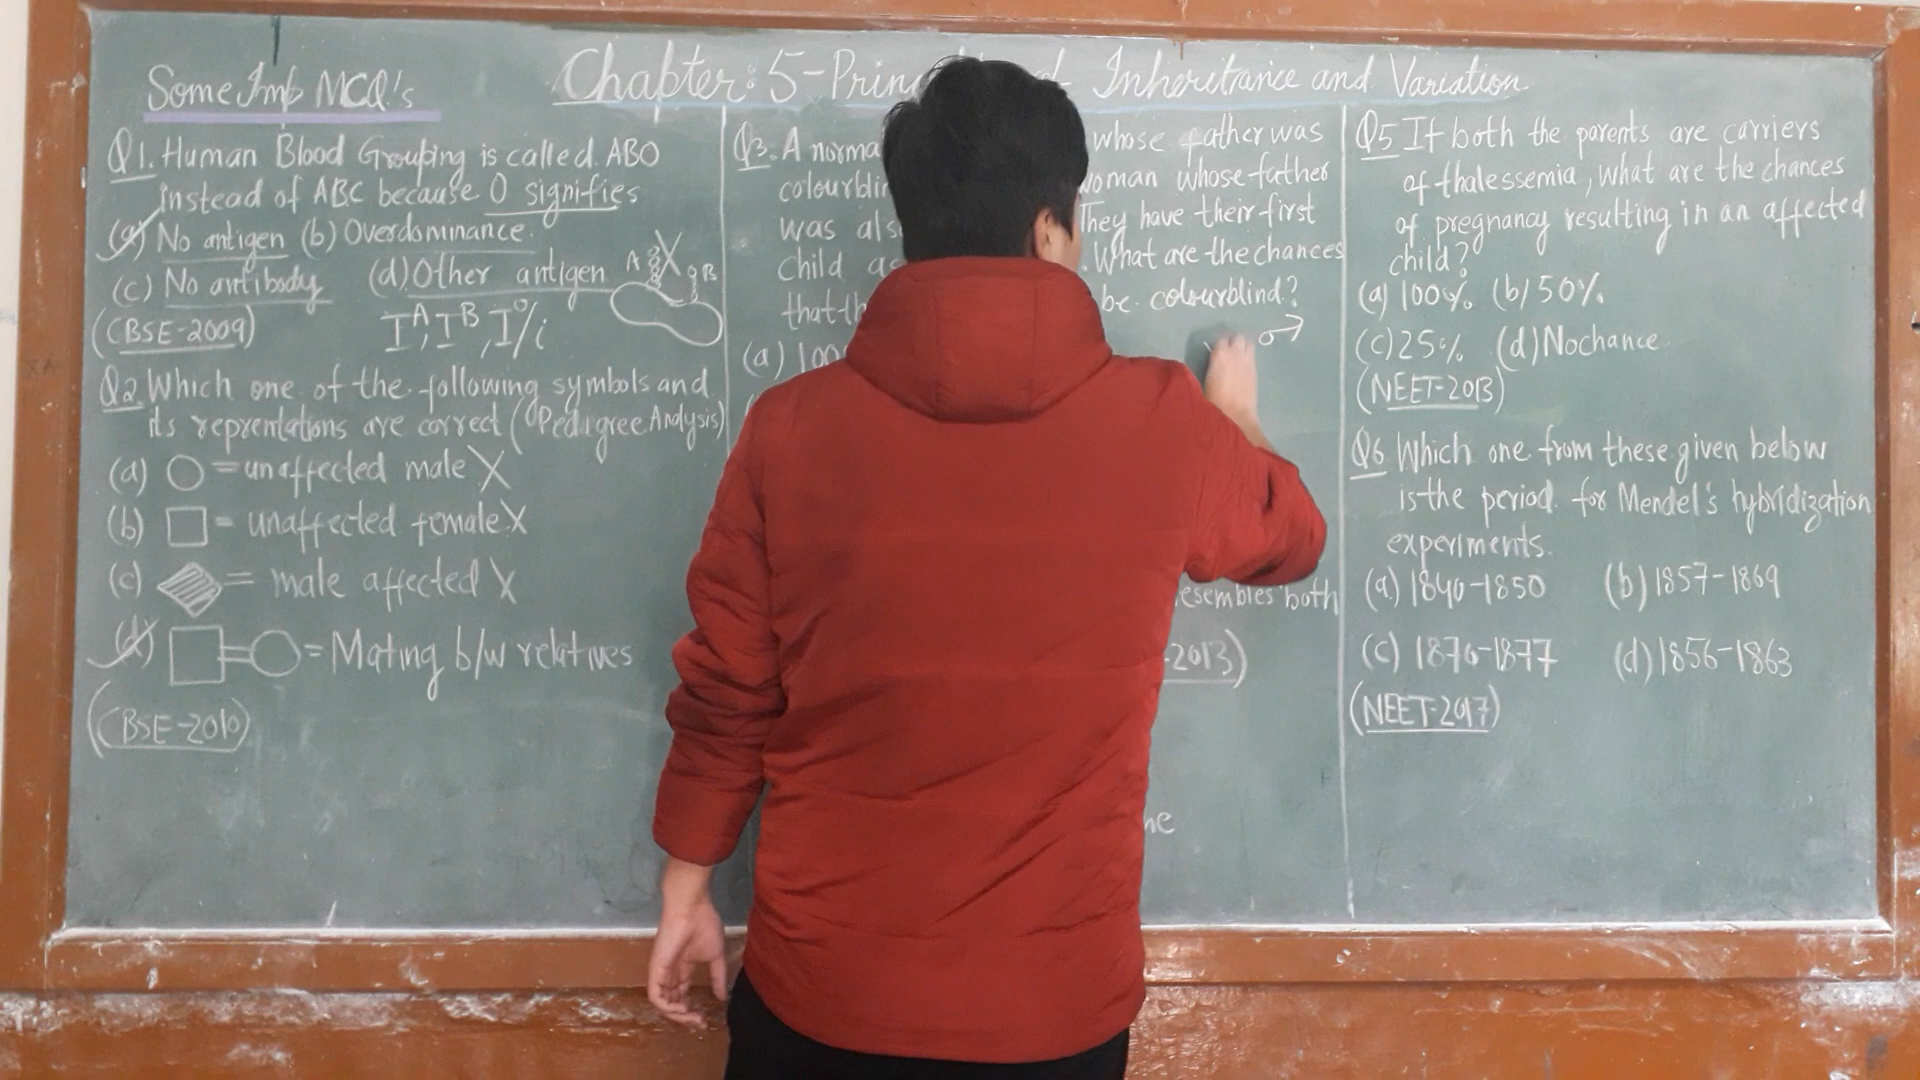 Some Imp MCQ's
Chapter: 5-Princ Inheritance and Variation
Q1. Human Blood Grouping is called ABO
instead of ABC because O signifies
(a) No antigen (b) Overdominance.
(c) No antibody (d) Other antigen
A B
(CBSE-2009) I^A, I^B, I^O/i
Q2. Which one of the following symbols and
its reprentations are correct (Pedigree Analysis)
(a) ○ = unaffected male X
(b) □ = unaffected female X
(c) = male affected X
(d) □=○ = Mating b/w relatives
(CBSE-2010)
Q3. A norma whose father was
colourblin woman whose father
was als They have their first
child a . What are the chances
that th be colourblind?
(a) 100
esembles both
-2013)
Q5 If both the parents are carriers
of thalessemia, What are the chances
of pregnancy resulting in an affected
child?
(a) 100% (b) 50%
(c) 25% (d) Nochance
(NEET-2013)
Q6 Which one from these given below
is the period for Mendel's hybridization
experiments.
(a) 1840-1850 (b) 1857-1869
(c) 1870-1877 (d) 1856-1863
(NEET-2017)